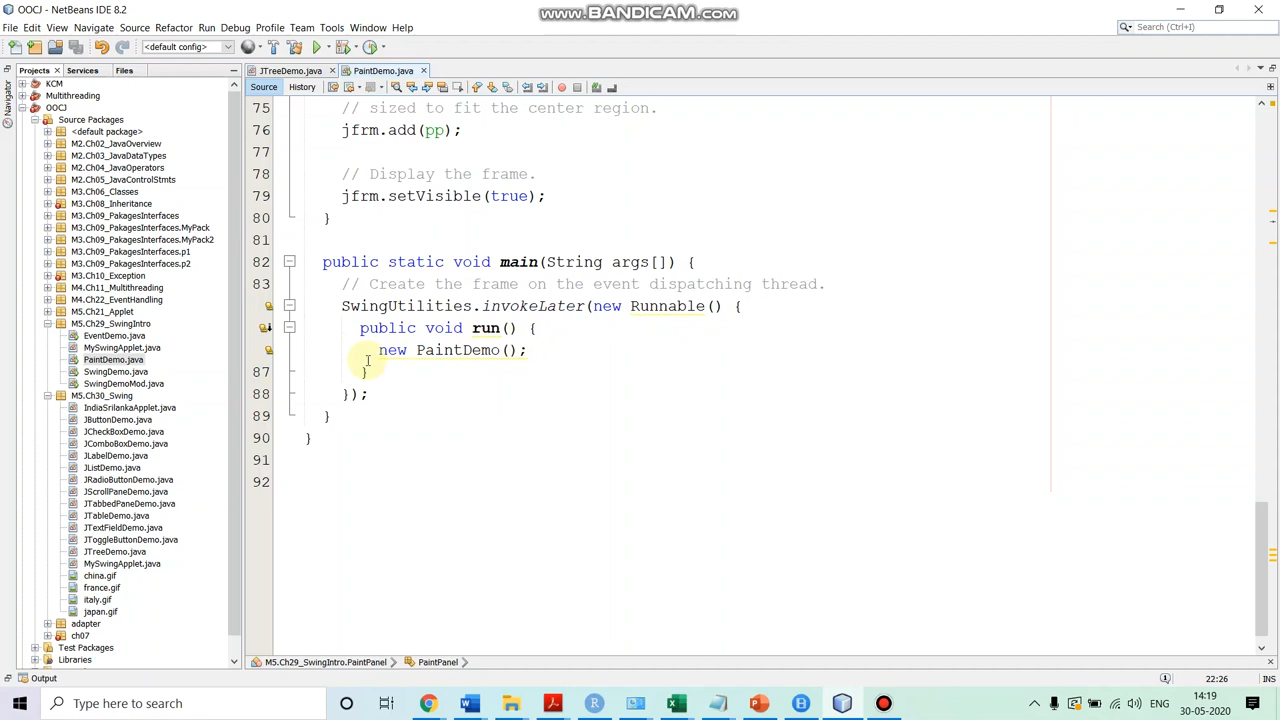 OOCJ - NetBeans IDE 8.2
www.BANDICAM.com
File Edit View Navigate Source Refactor Run Debug Profile Team Tools Window Help
Search (Ctrl+I)
<default config>
Projects Services Files
JTreeDemo.java PaintDemo.java
Source History
Navigator
KCM
Multithreading
OOCJ
Source Packages
<default package>
M2.Ch02_JavaOverview
M2.Ch03_JavaDataTypes
M2.Ch04_JavaOperators
M2.Ch05_JavaControlStmts
M3.Ch06_Classes
M3.Ch08_Inheritance
M3.Ch09_PakagesInterfaces
M3.Ch09_PakagesInterfaces.MyPack
M3.Ch09_PakagesInterfaces.MyPack2
M3.Ch09_PakagesInterfaces.p1
M3.Ch09_PakagesInterfaces.p2
M3.Ch10_Exception
M4.Ch11_Multithreading
M4.Ch22_EventHandling
M5.Ch21_Applet
M5.Ch29_SwingIntro
EventDemo.java
MySwingApplet.java
PaintDemo.java
SwingDemo.java
SwingDemoMod.java
M5.Ch30_Swing
IndiaSrilankaApplet.java
JButtonDemo.java
JCheckBoxDemo.java
JComboBoxDemo.java
JLabelDemo.java
JListDemo.java
JRadioButtonDemo.java
JScrollPaneDemo.java
JTabbedPaneDemo.java
JTableDemo.java
JTextFieldDemo.java
JToggleButtonDemo.java
JTreeDemo.java
MySwingApplet.java
china.gif
france.gif
italy.gif
japan.gif
adapter
ch07
Test Packages
Libraries
75 // sized to fit the center region.
76 jfrm.add(pp);
77
78 // Display the frame.
79 jfrm.setVisible(true);
80 }
81
82 public static void main(String args[]) {
83 // Create the frame on the event dispatching thread.
SwingUtilities.invokeLater(new Runnable() {
public void run() {
new PaintDemo();
87 }
88 });
89 }
90 }
91
92
M5.Ch29_SwingIntro.PaintPanel PaintPanel
Output
22:26 INS
Type here to search
ENG
14:19
30-05-2020